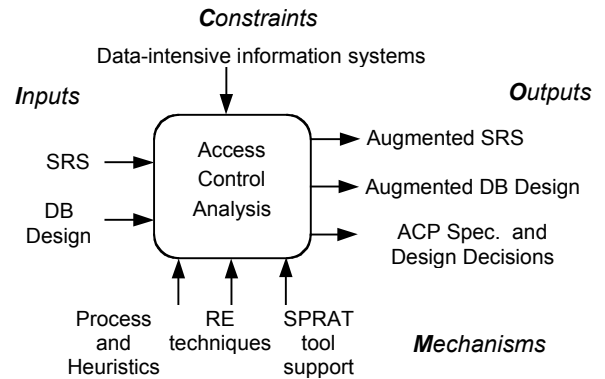 Constraints
Data-intensive information systems
Inputs
Outputs
SRS
DB
Design
Access
Control
Analysis
Augmented SRS
Augmented DB Design
ACP Spec. and
Design Decisions
Process
and
Heuristics
RE
techniques
SPRAT
tool
support
Mechanisms